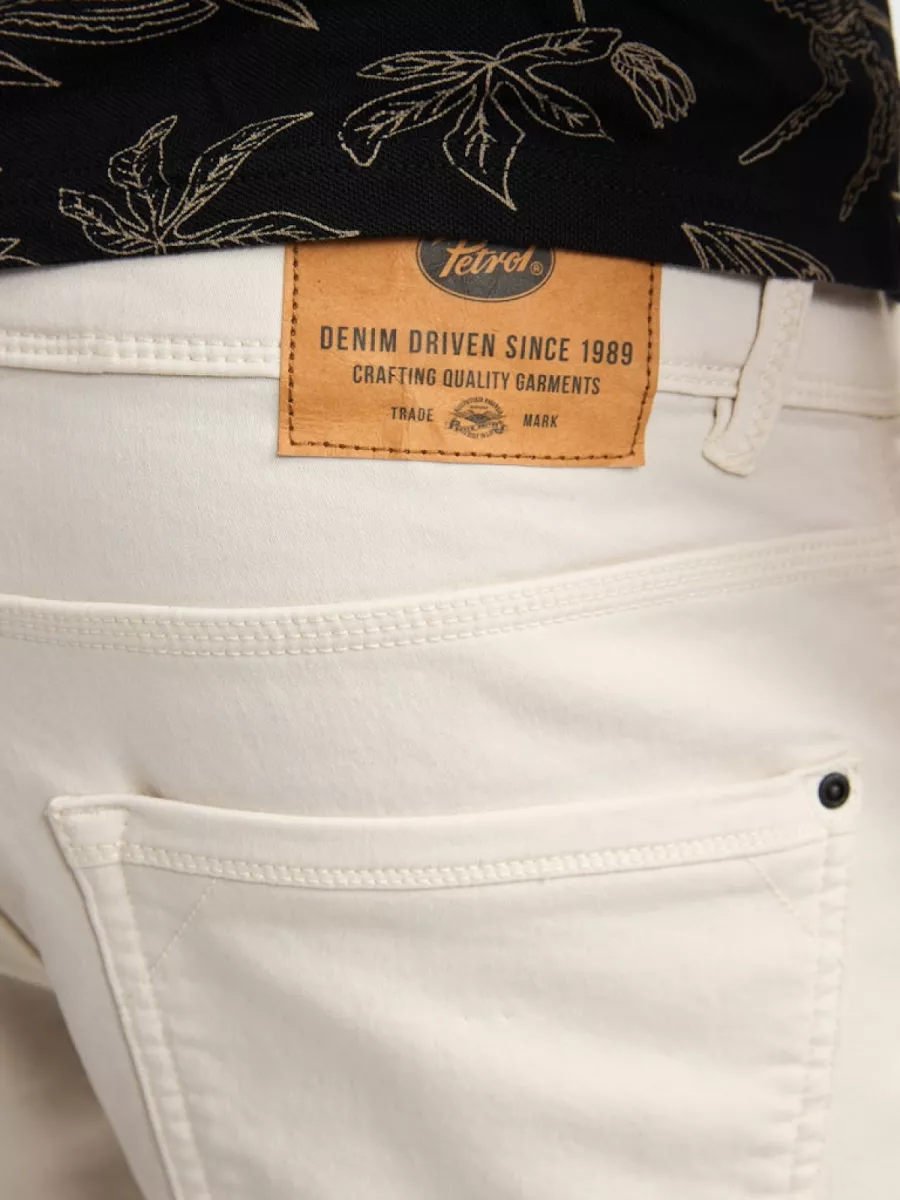 Petrol®
DENIM DRIVEN SINCE 1989
CRAFTING QUALITY GARMENTS
TRADE MARK